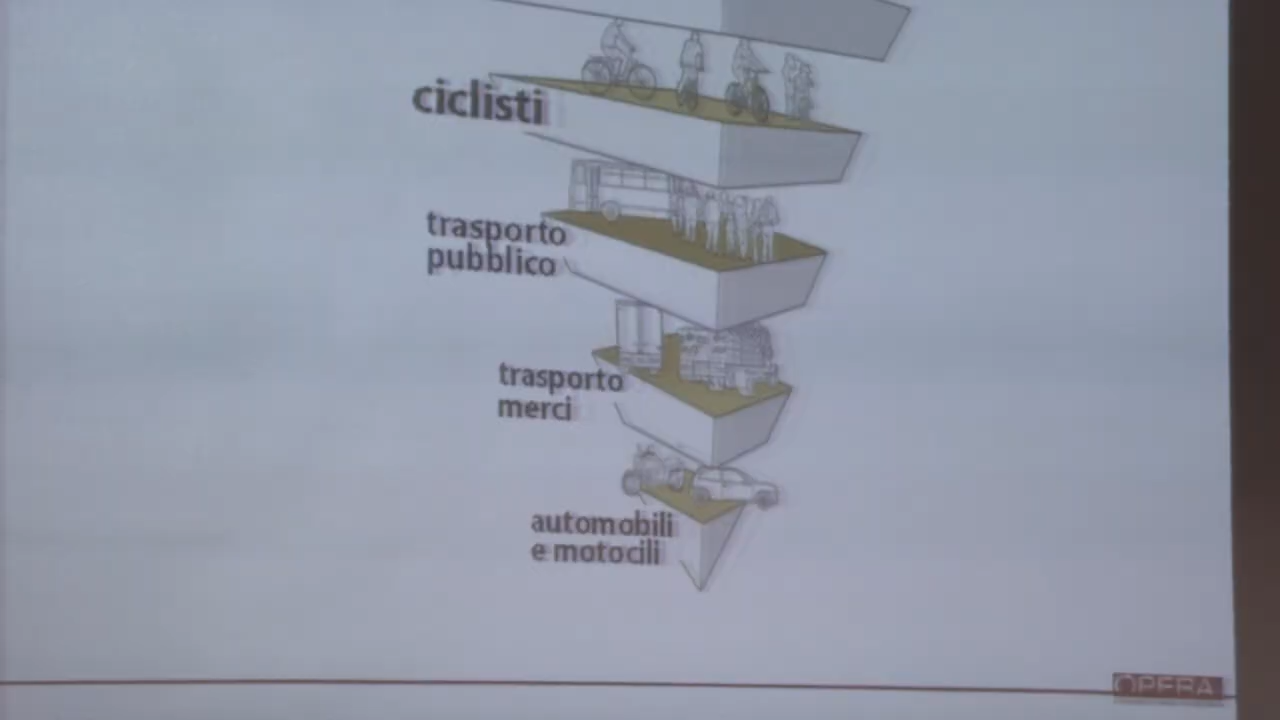 ciclisti
trasporto
pubblico
trasporto
merci
automobili
e motocili
OPERA